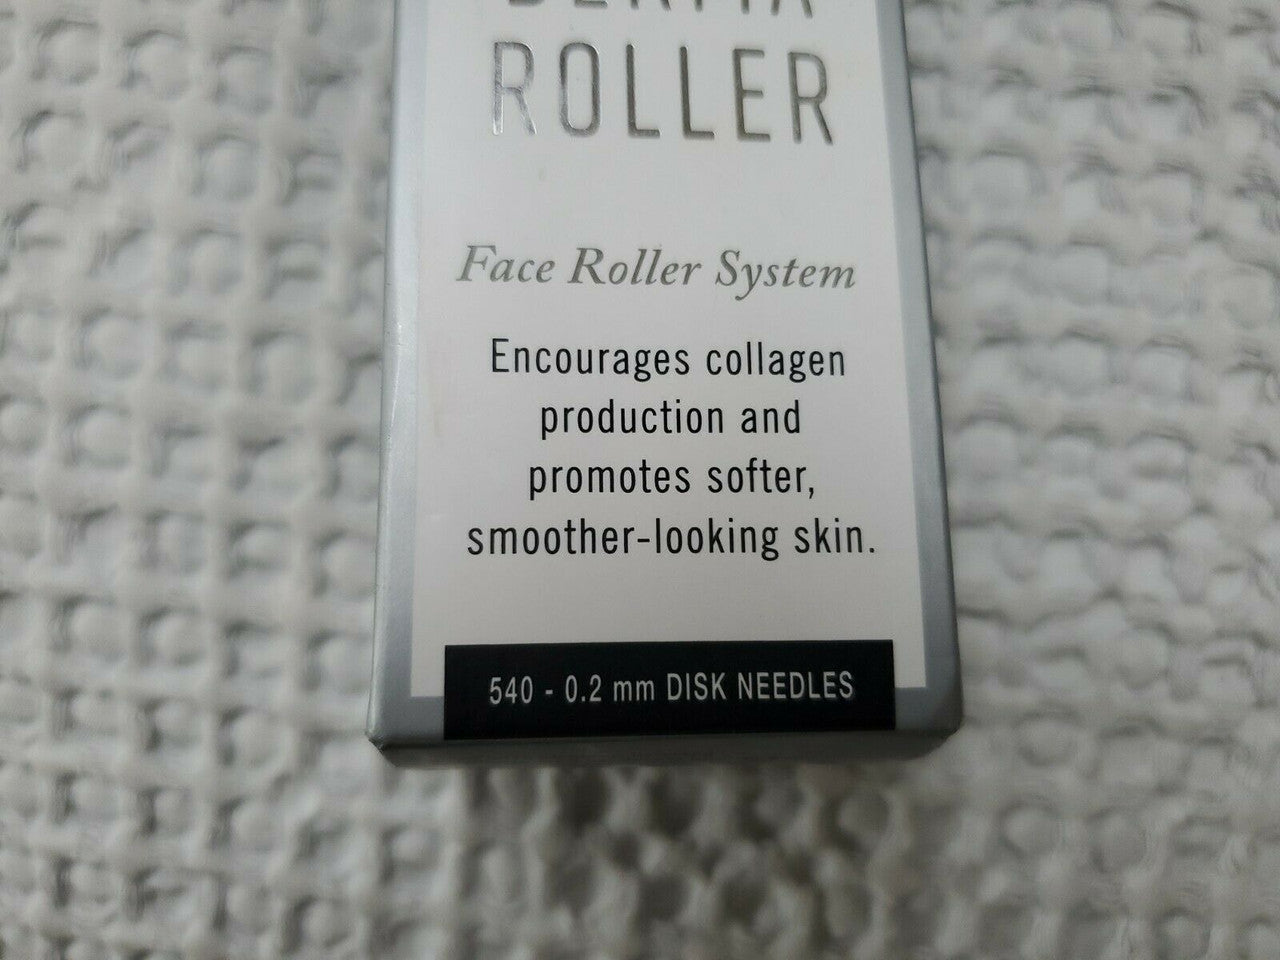 DERMA
ROLLER
Face Roller System
Encourages collagen
production and
promotes softer,
smoother-looking skin.
540 - 0.2 mm DISK NEEDLES